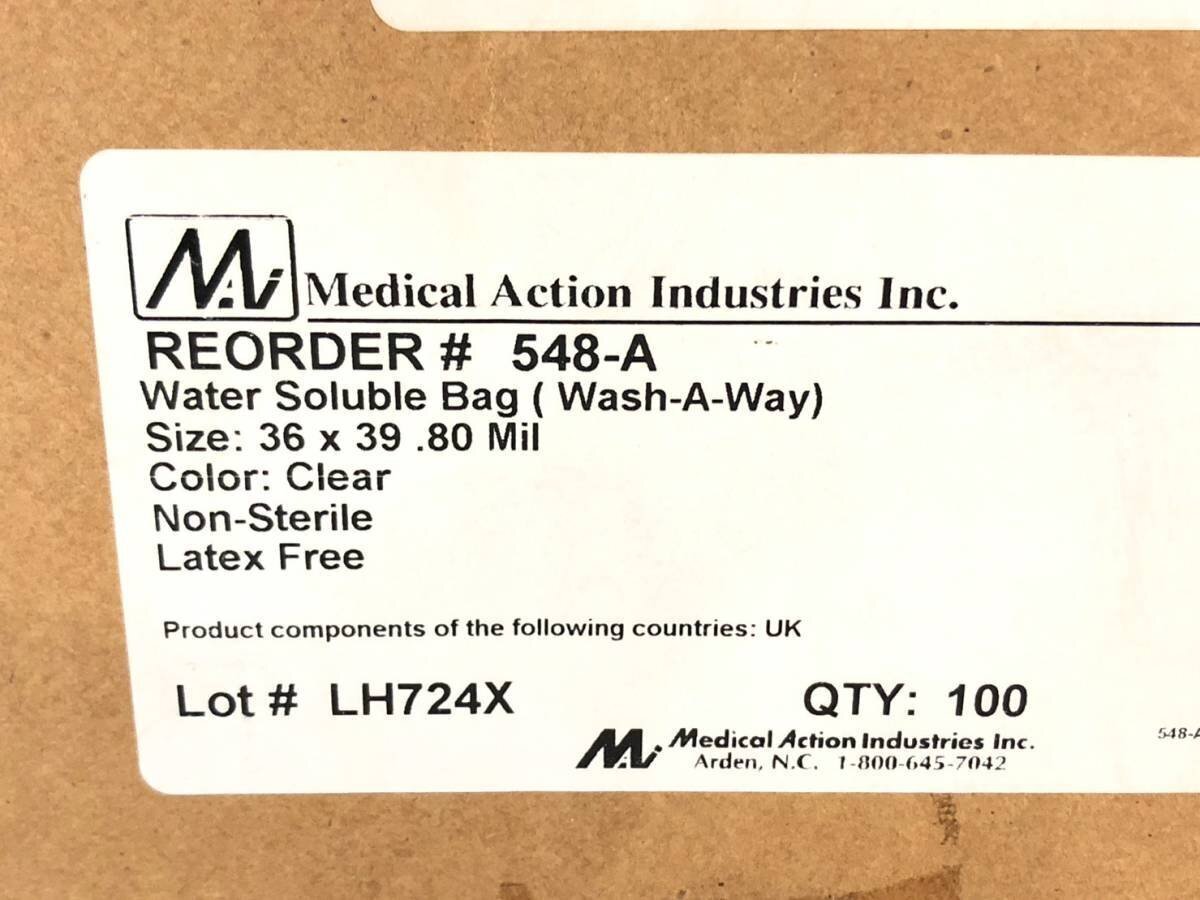 MAi Medical Action Industries Inc.
REORDER # 548-A
Water Soluble Bag ( Wash-A-Way)
Size: 36 x 39 .80 Mil
Color: Clear
Non-Sterile
Latex Free
Product components of the following countries: UK
Lot # LH724X QTY: 100
MAi Medical Action Industries Inc.
Arden, N.C. 1-800-645-7042
548-A